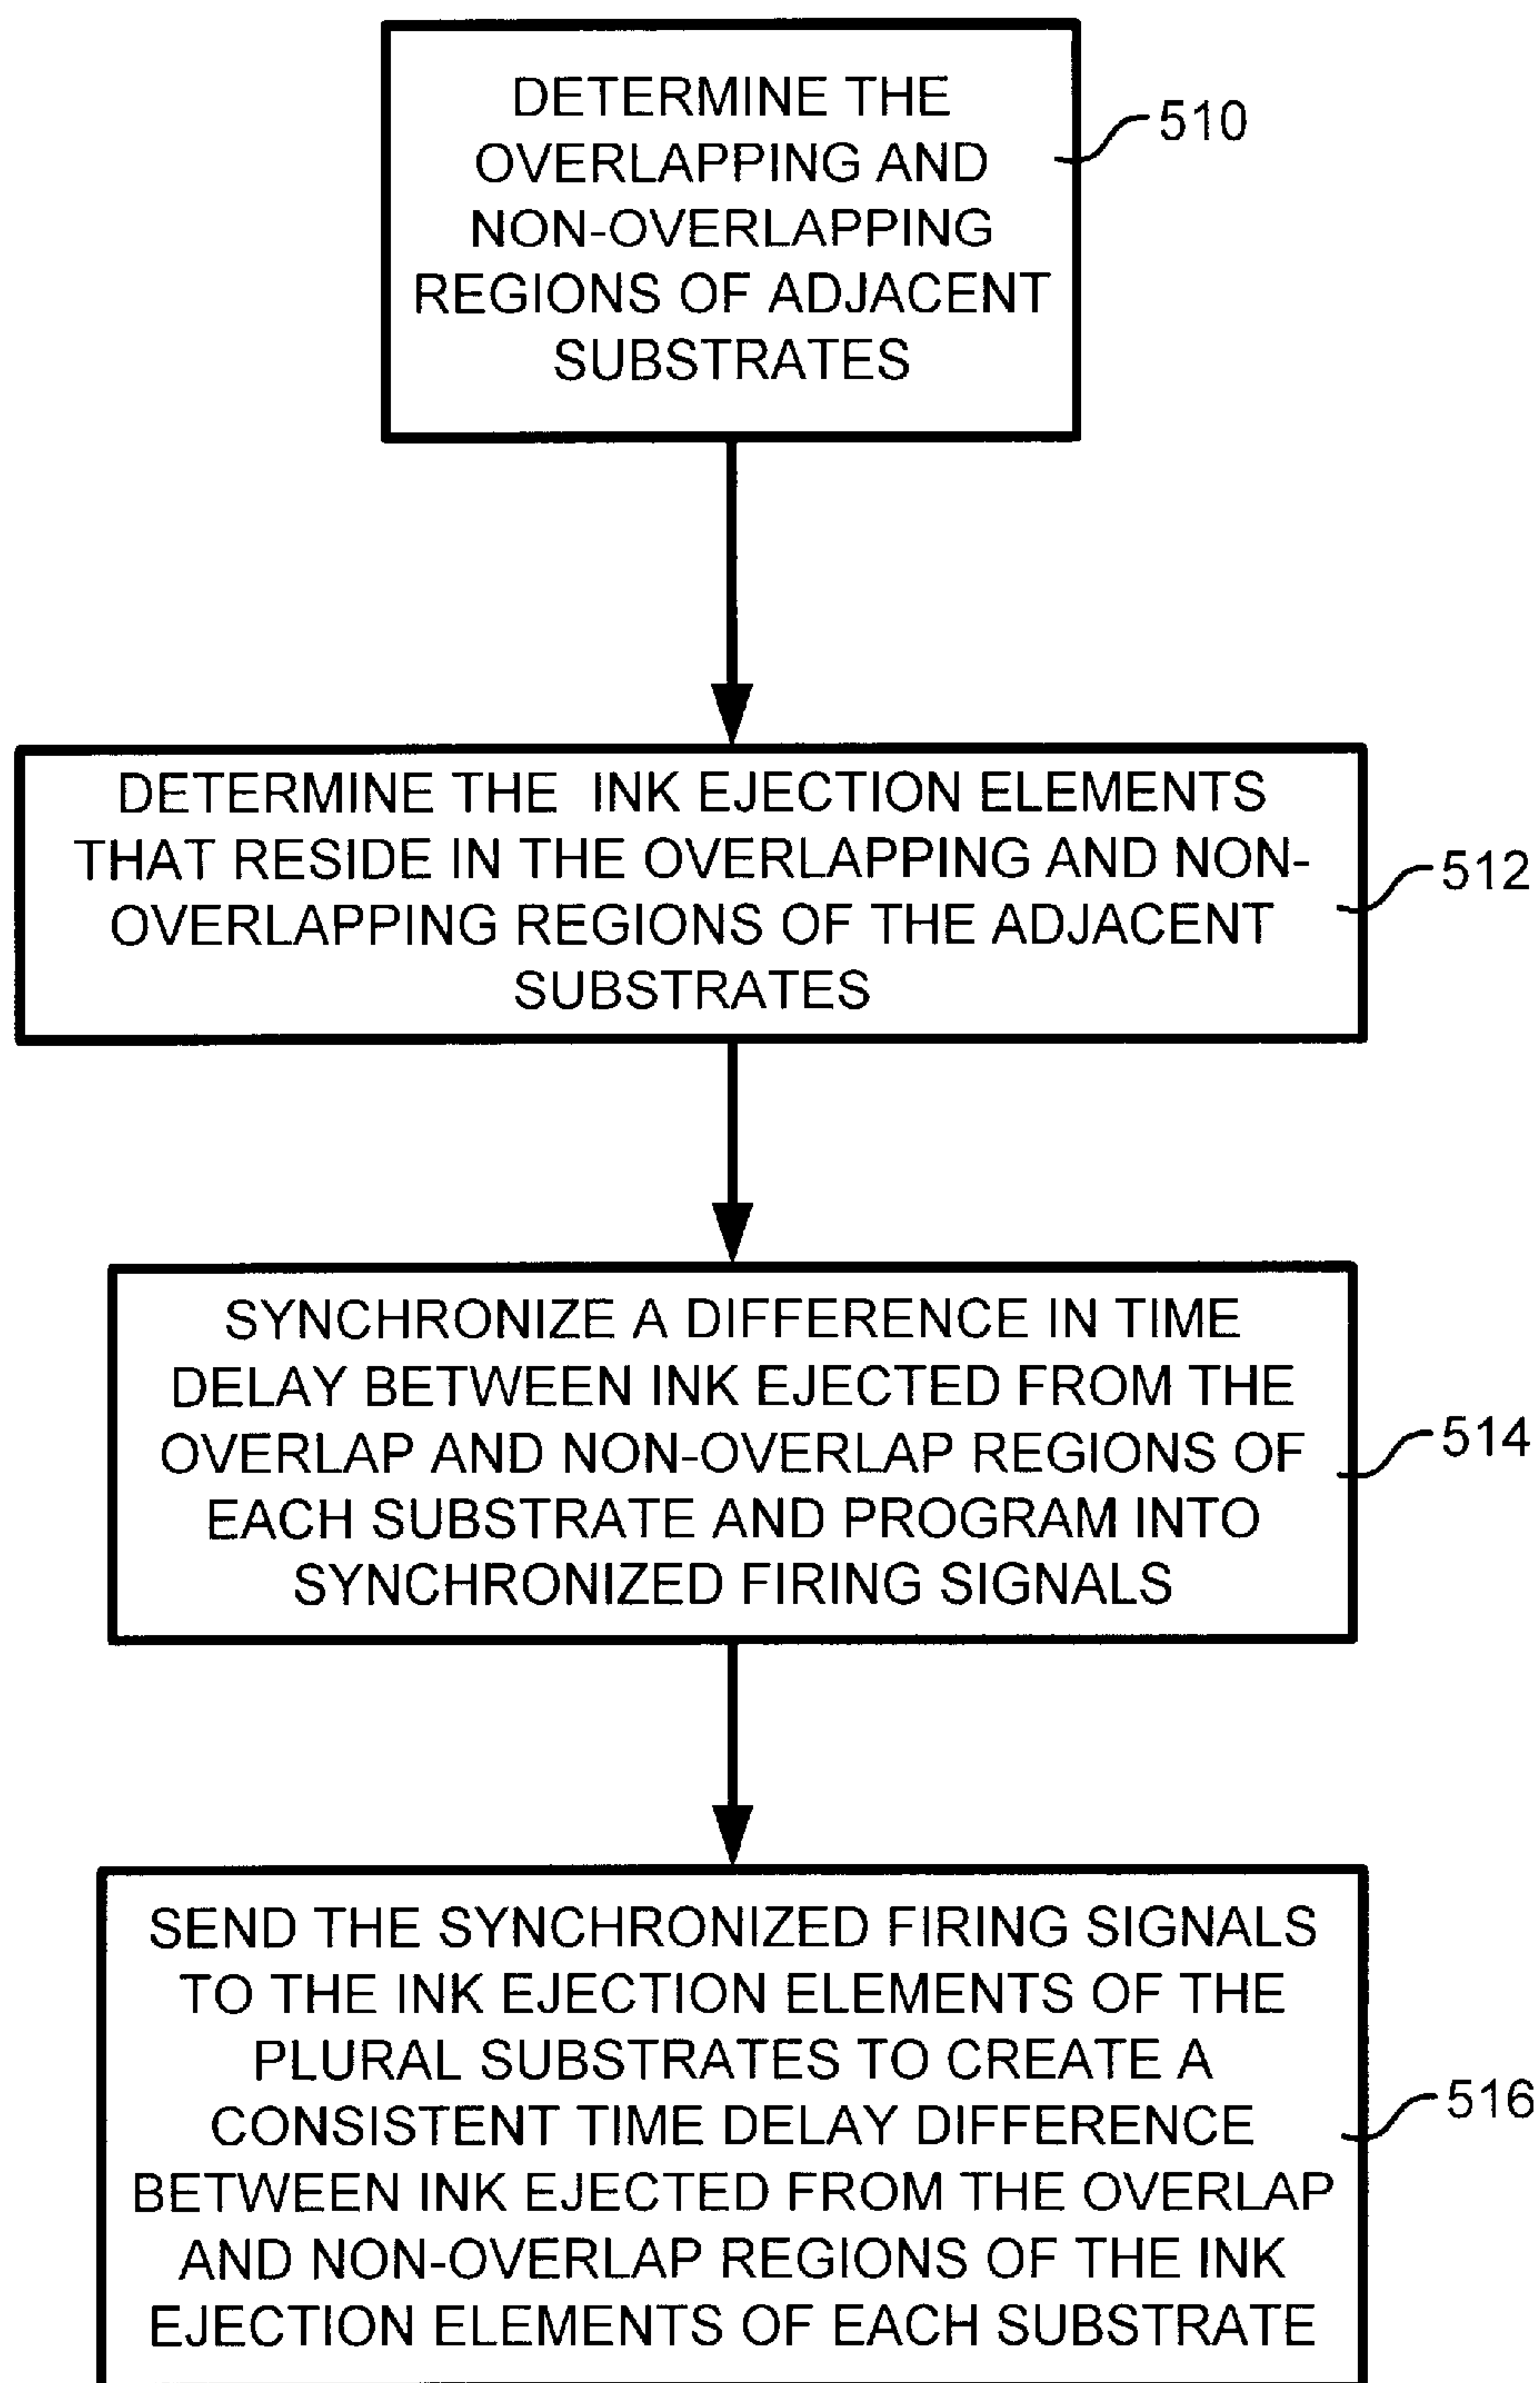 DETERMINE THE
OVERLAPPING AND
NON-OVERLAPPING
REGIONS OF ADJACENT
SUBSTRATES
510
DETERMINE THE INK EJECTION ELEMENTS
THAT RESIDE IN THE OVERLAPPING AND NON-
OVERLAPPING REGIONS OF THE ADJACENT
SUBSTRATES
512
SYNCHRONIZE A DIFFERENCE IN TIME
DELAY BETWEEN INK EJECTED FROM THE
OVERLAP AND NON-OVERLAP REGIONS OF
EACH SUBSTRATE AND PROGRAM INTO
SYNCHRONIZED FIRING SIGNALS
514
SEND THE SYNCHRONIZED FIRING SIGNALS
TO THE INK EJECTION ELEMENTS OF THE
PLURAL SUBSTRATES TO CREATE A
CONSISTENT TIME DELAY DIFFERENCE
BETWEEN INK EJECTED FROM THE OVERLAP
AND NON-OVERLAP REGIONS OF THE INK
EJECTION ELEMENTS OF EACH SUBSTRATE
516